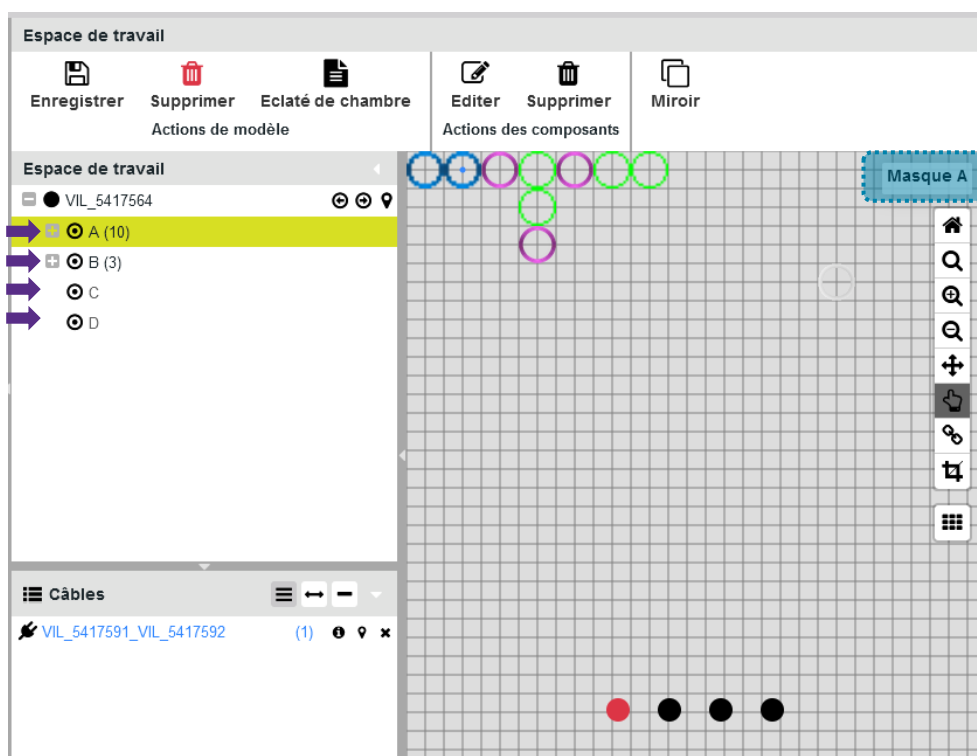 Espace de travail
Enregistrer Supprimer Eclaté de chambre Editer Supprimer Miroir
Actions de modèle Actions des composants
Espace de travail
Masque A
VIL_5417564
A (10)
B (3)
C
D
Câbles
VIL_5417591_VIL_5417592 (1)